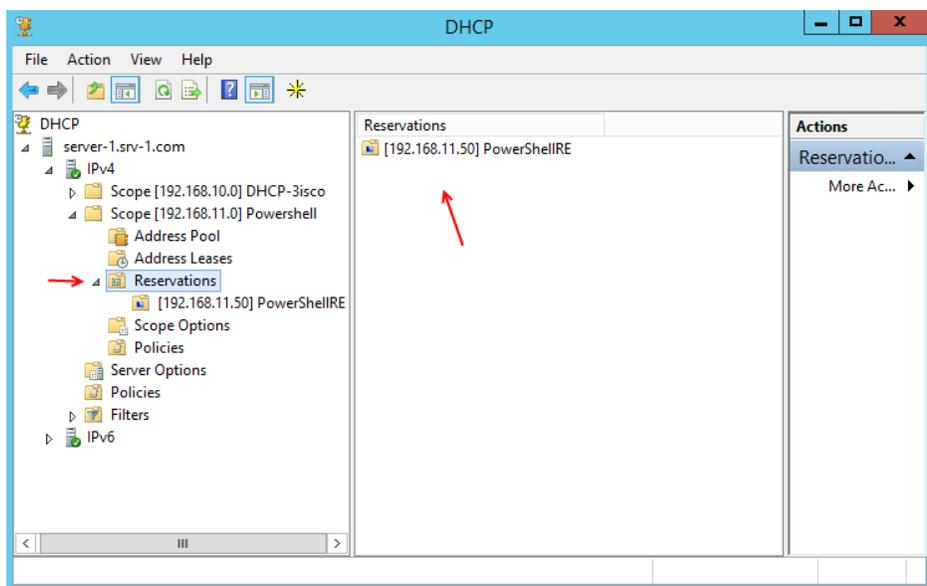 DHCP
File Action View Help
DHCP
server-1.srv-1.com
IPv4
Scope [192.168.10.0] DHCP-3isco
Scope [192.168.11.0] Powershell
Address Pool
Address Leases
Reservations
[192.168.11.50] PowerShellRE
Scope Options
Policies
Server Options
Policies
Filters
IPv6
Reservations
[192.168.11.50] PowerShellRE
Actions
Reservatio...
More Ac...